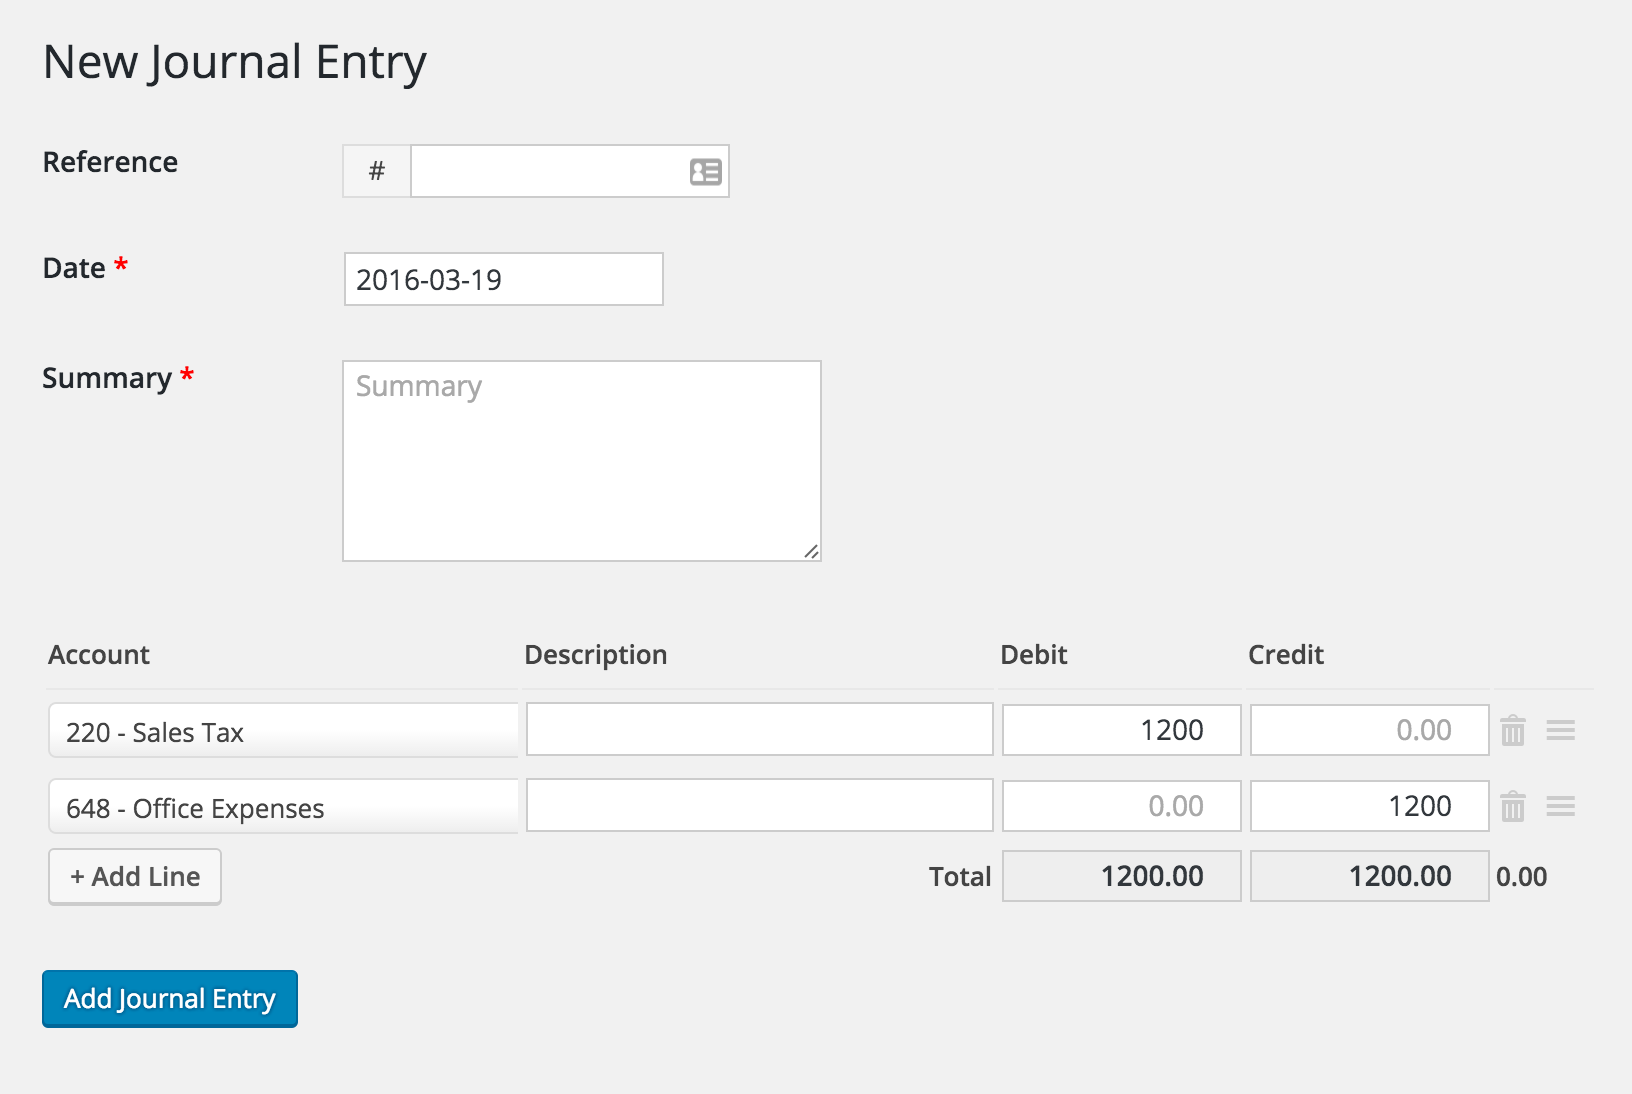 New Journal Entry
Reference
#
Date *
2016-03-19
Summary *
Summary
Account Description Debit Credit
220 - Sales Tax 1200 0.00
648 - Office Expenses 0.00 1200
+ Add Line Total 1200.00 1200.00 0.00
Add Journal Entry